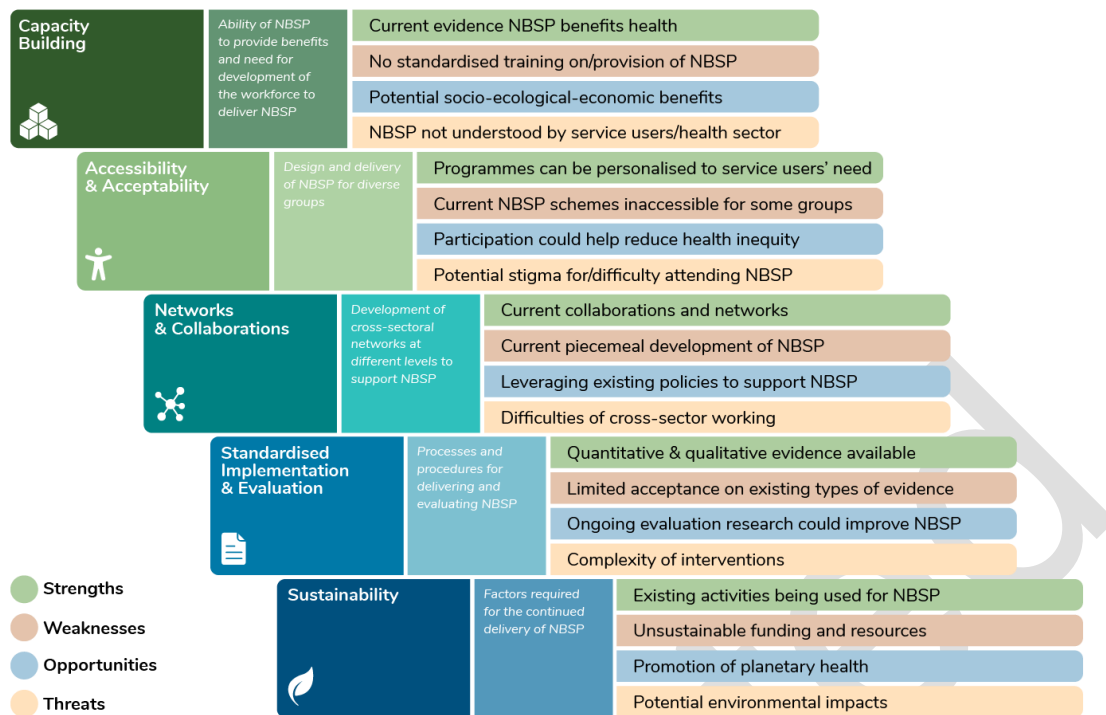 Capacity
Building
Ability of NBSP
to provide benefits
and need for
development of
the workforce to
deliver NBSP
Current evidence NBSP benefits health
No standardised training on/provision of NBSP
Potential socio-ecological-economic benefits
NBSP not understood by service users/health sector
Accessibility
& Acceptability
Design and delivery
of NBSP for diverse
groups
Programmes can be personalised to service users' need
Current NBSP schemes inaccessible for some groups
Participation could help reduce health inequity
Potential stigma for/difficulty attending NBSP
Networks
& Collaborations
Development of
cross-sectoral
networks at
different levels to
support NBSP
Current collaborations and networks
Current piecemeal development of NBSP
Leveraging existing policies to support NBSP
Difficulties of cross-sector working
Standardised
Implementation
& Evaluation
Processes and
procedures for
delivering and
evaluating NBSP
Quantitative & qualitative evidence available
Limited acceptance on existing types of evidence
Ongoing evaluation research could improve NBSP
Complexity of interventions
Sustainability
Factors required
for the continued
delivery of NBSP
Existing activities being used for NBSP
Unsustainable funding and resources
Promotion of planetary health
Potential environmental impacts
Strengths
Weaknesses
Opportunities
Threats